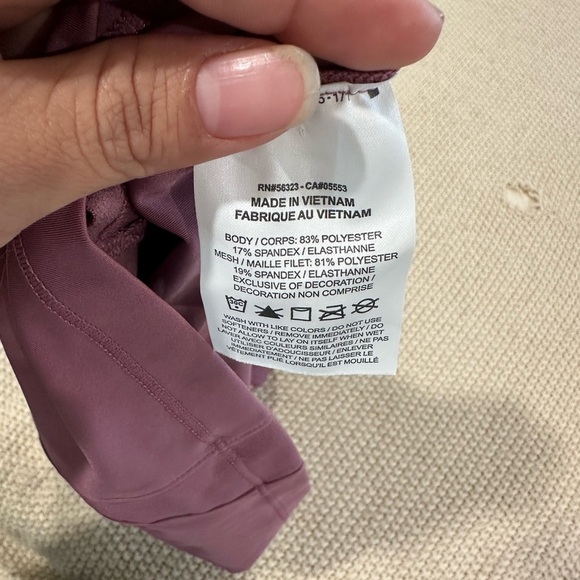 RN#56323 - CA#05553
MADE IN VIETNAM
FABRIQUE AU VIETNAM
BODY / CORPS: 83% POLYESTER
17% SPANDEX / ELASTHANNE
MESH / MAILLE FILET: 81% POLYESTER
19% SPANDEX / ELASTHANNE
EXCLUSIVE OF DECORATION /
DECORATION NON COMPRISE
WASH WITH LIKE COLORS / DO NOT USE
SOFTENERS / REMOVE IMMEDIATELY / DO
NOT ALLOW TO LAY ON ITSELF WHEN WET
LAVER AVEC COULEURS SIMILAIRES / NE PAS
UTILISER D'ADOUCISSEUR / ENLEVER
IMMEDIATEMENT / NE PAS LAISSER LE
VÊTEMENT PLIE LORSQU'IL EST MOUILLÉ